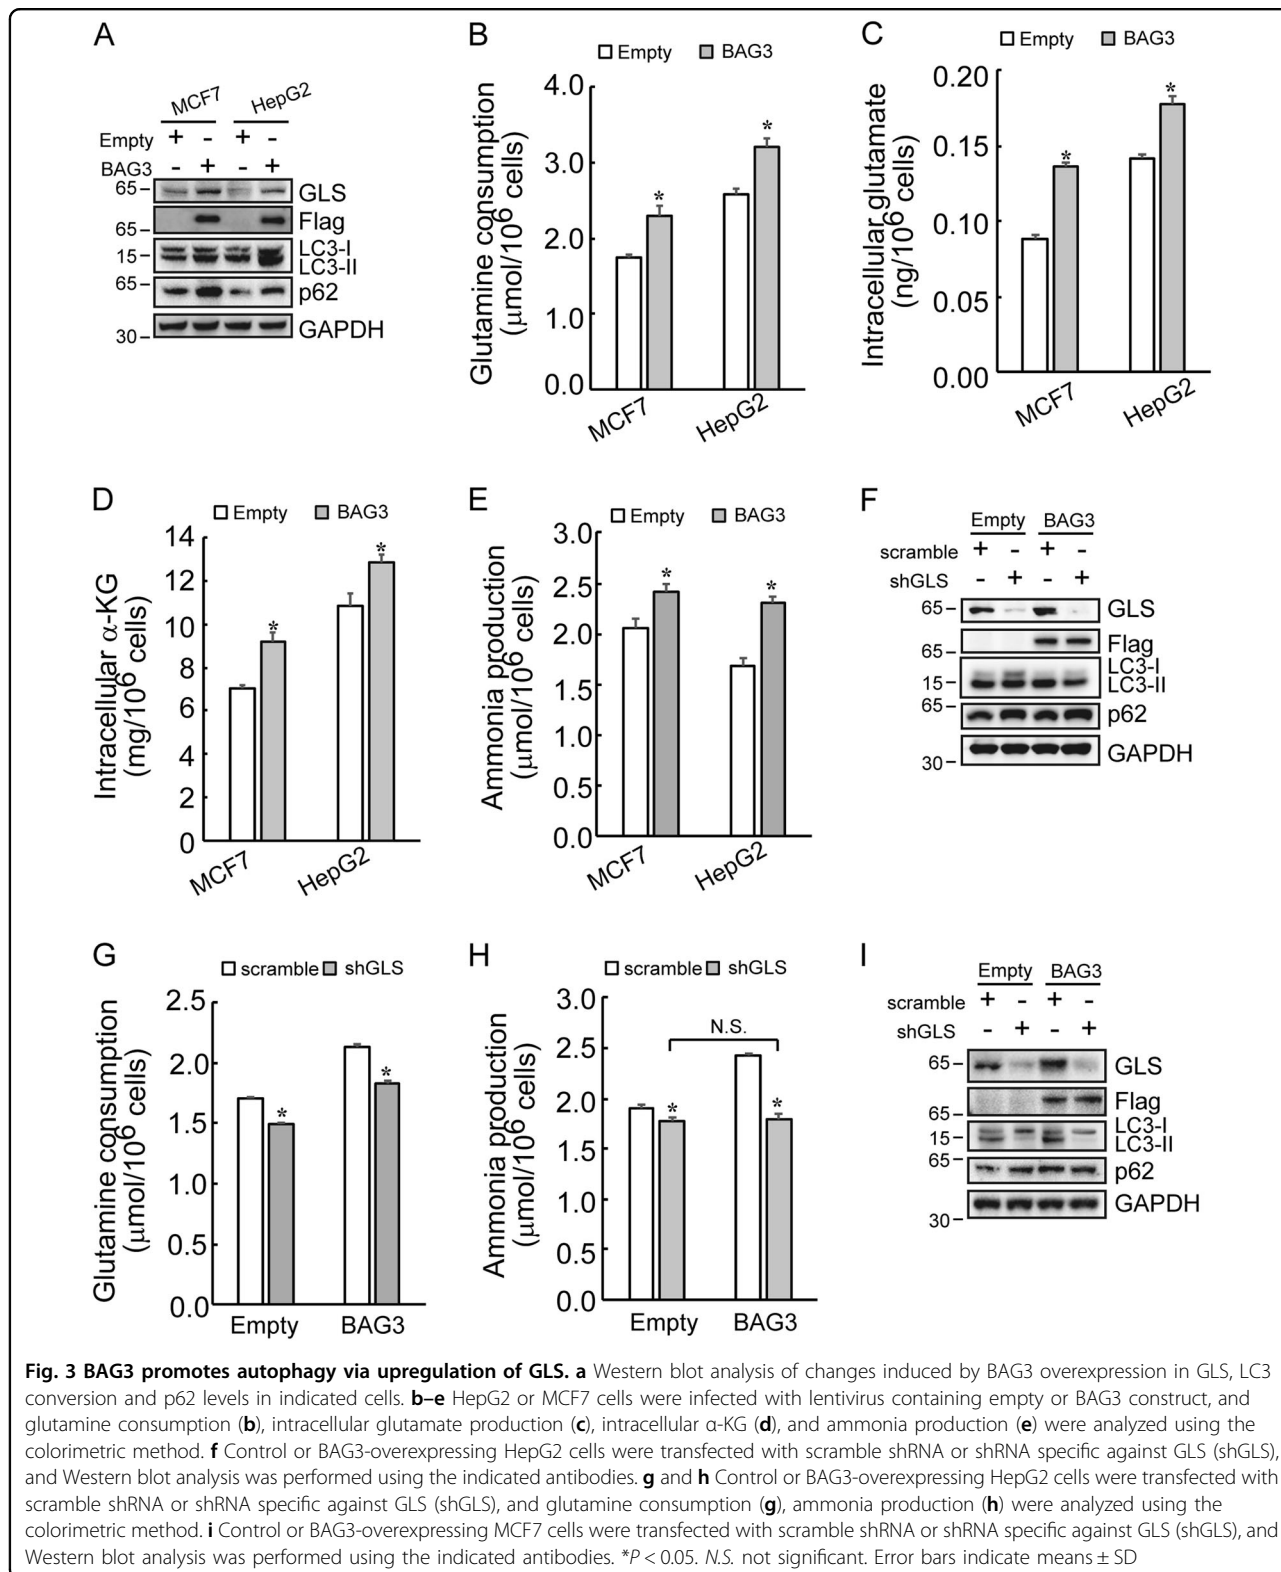 A
MCF7 HepG2
Empty + - + -
BAG3 - + - +
65 GLS
65 Flag
15 LC3-I
LC3-II
65 p62
30 GAPDH
B
Empty BAG3
Glutamine consumption
(μmol/10^6 cells)
4.0
3.0
2.0
1.0
0.0
*
*
MCF7 HepG2
C
Empty BAG3
Intracellular glutamate
(ng/10^6 cells)
0.20
0.15
0.10
0.05
0.00
*
*
MCF7 HepG2
D
Empty BAG3
Intracellular α-KG
(mg/10^6 cells)
14
12
10
8
6
4
2
0
*
*
MCF7 HepG2
E
Empty BAG3
Ammonia production
(μmol/10^6 cells)
3.0
2.5
2.0
1.5
1.0
0.5
0.0
*
*
MCF7 HepG2
F
Empty BAG3
scramble + - + -
shGLS - + - +
65 GLS
65 Flag
15 LC3-I
LC3-II
65 p62
30 GAPDH
G
scramble shGLS
Glutamine consumption
(μmol/10^6 cells)
2.5
2.0
1.5
1.0
0.5
0.0
*
*
Empty BAG3
H
scramble shGLS
Ammonia production
(μmol/10^6 cells)
3.0
2.5
2.0
1.5
1.0
0.5
0.0
N.S.
*
*
Empty BAG3
I
Empty BAG3
scramble + - + -
shGLS - + - +
65 GLS
65 Flag
15 LC3-I
LC3-II
65 p62
30 GAPDH
Fig. 3 BAG3 promotes autophagy via upregulation of GLS. a Western blot analysis of changes induced by BAG3 overexpression in GLS, LC3
conversion and p62 levels in indicated cells. b–e HepG2 or MCF7 cells were infected with lentivirus containing empty or BAG3 construct, and
glutamine consumption (b), intracellular glutamate production (c), intracellular α-KG (d), and ammonia production (e) were analyzed using the
colorimetric method. f Control or BAG3-overexpressing HepG2 cells were transfected with scramble shRNA or shRNA specific against GLS (shGLS),
and Western blot analysis was performed using the indicated antibodies. g and h Control or BAG3-overexpressing HepG2 cells were transfected with
scramble shRNA or shRNA specific against GLS (shGLS), and glutamine consumption (g), ammonia production (h) were analyzed using the
colorimetric method. i Control or BAG3-overexpressing MCF7 cells were transfected with scramble shRNA or shRNA specific against GLS (shGLS), and
Western blot analysis was performed using the indicated antibodies. *P < 0.05. N.S. not significant. Error bars indicate means ± SD